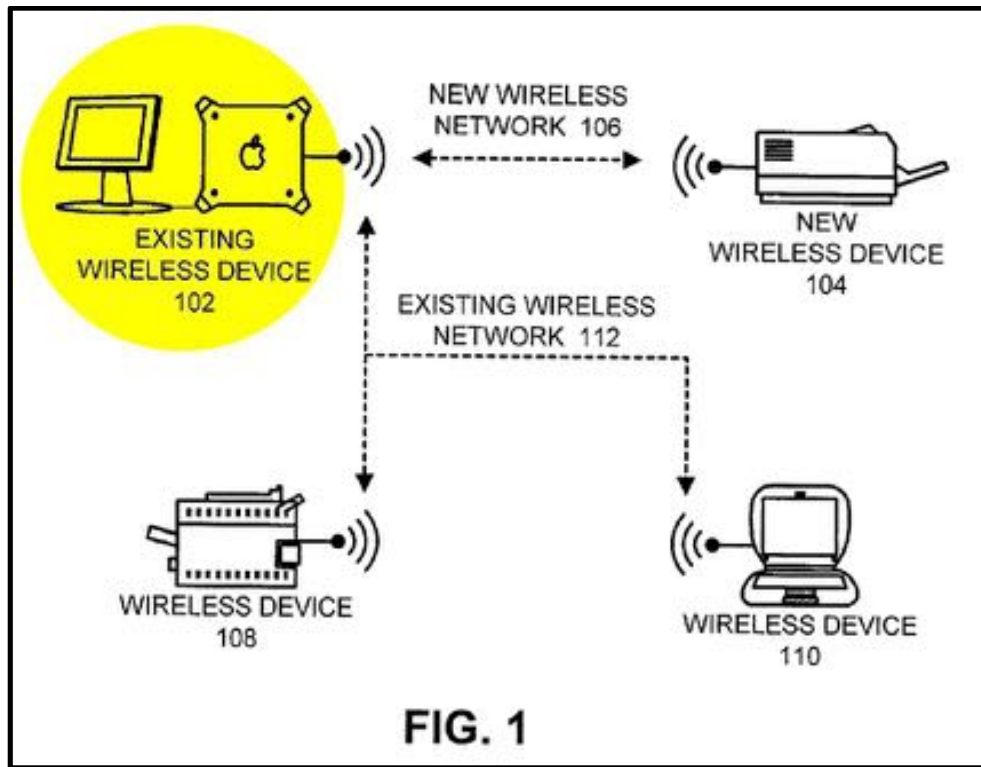 NEW WIRELESS
NETWORK 106
EXISTING
WIRELESS DEVICE
102
NEW
WIRELESS
DEVICE 104
EXISTING WIRELESS
NETWORK 112
WIRELESS DEVICE
108
WIRELESS DEVICE
110
FIG. 1